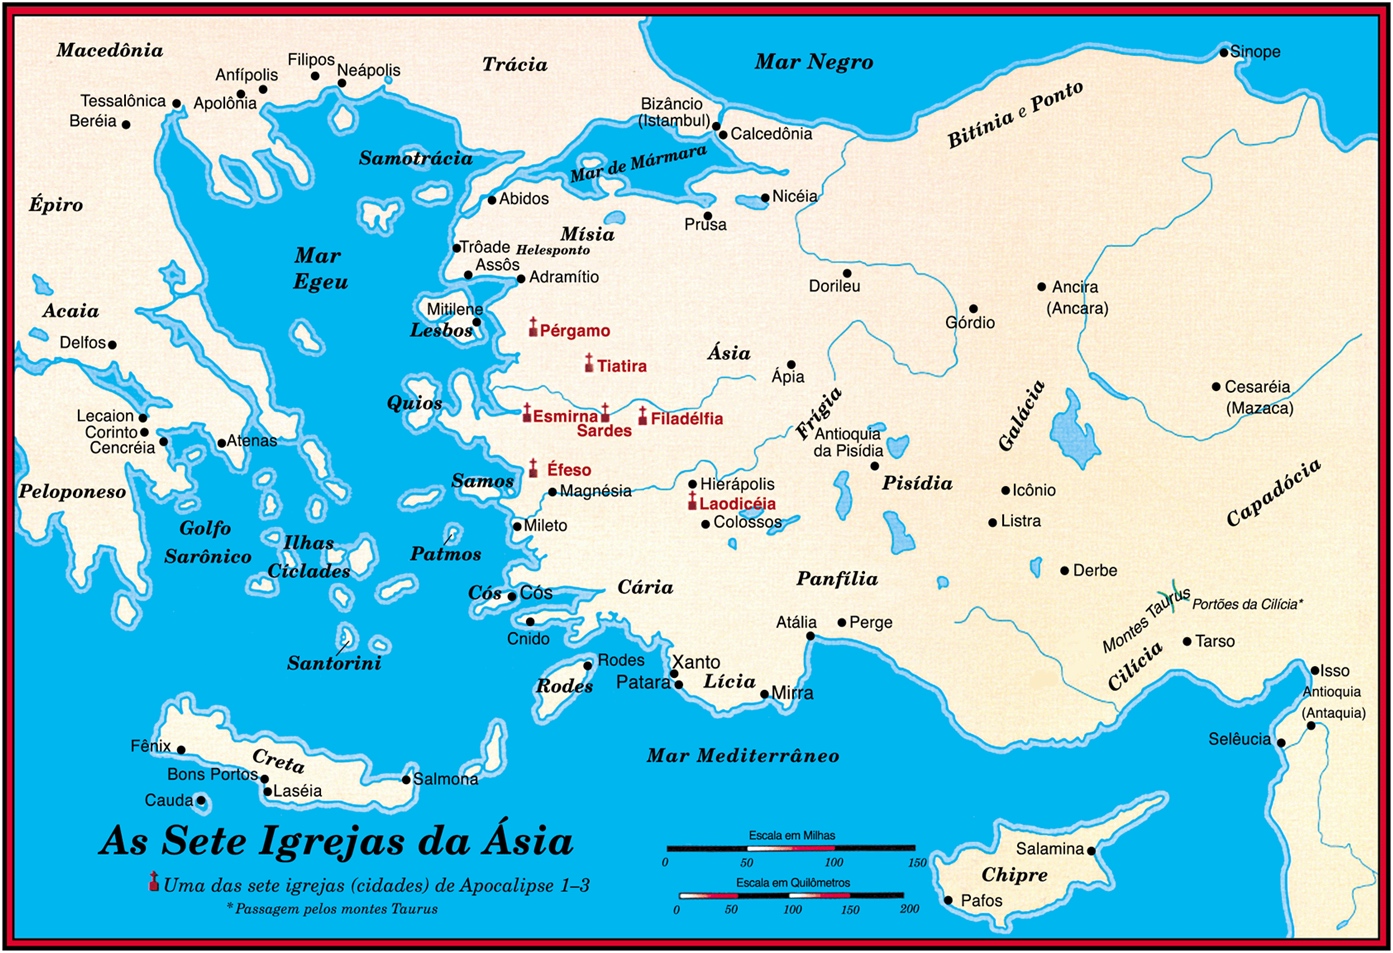 Macedônia
Filipos
Neápolis
Anfípolis
Tessalônica
Apolônia
Beréia
Trácia
Mar Negro
Sinope
Bizâncio
(Istambul)
Calcedônia
Bitínia e Ponto
Samotrácia
Mar de Mármara
Épiro
Abidos
Nicéia
Prusa
Mísia
Trôade
Helesponto
Mar
Egeu
Assôs
Adramítio
Dorileu
Ancira
(Ancara)
Acaia
Mitilene
Lesbos
Górdio
Delfos
Pérgamo
Tiatira
Ásia
Ápia
Cesaréia
(Mazaca)
Quios
Frígia
Galácia
Lecaion
Corinto
Cencréia
Atenas
Esmirna
Sardes
Filadélfia
Antioquia
da Pisídia
Éfeso
Samos
Magnésia
Hierápolis
Laodicéia
Colossos
Pisídia
Icônio
Listra
Capadócia
Peloponeso
Golfo
Sarônico
Ilhas
Cíclades
Patmos
Mileto
Derbe
Cós
Cós
Cária
Panfília
Montes Taurus
Portões da Cilícia*
Cnido
Atália
Perge
Tarso
Cilícia
Santorini
Rodes
Rodes
Xanto
Patara
Lícia
Mirra
Isso
Antioquia
(Antaquia)
Selêucia
Fênix
Creta
Bons Portos
Laséia
Salmona
Cauda
Mar Mediterrâneo
As Sete Igrejas da Ásia
Uma das sete igrejas (cidades) de Apocalipse 1–3
* Passagem pelos montes Taurus
Escala em Milhas
0 50 100 150
Escala em Quilômetros
0 50 100 150 200
Salamina
Chipre
Pafos